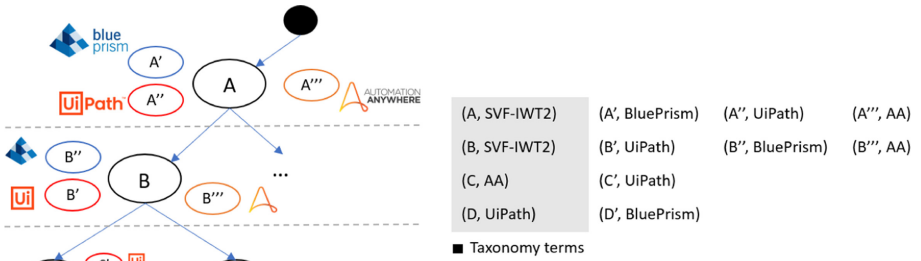 blue
prism
A'
A
A'''
AUTOMATION
ANYWHERE
UiPath
A''
B''
B
...
Ui
B'
B'''
(A, SVF-IWT2) (A', BluePrism) (A'', UiPath) (A''', AA)
(B, SVF-IWT2) (B', UiPath) (B'', BluePrism) (B''', AA)
(C, AA) (C', UiPath)
(D, UiPath) (D', BluePrism)
Taxonomy terms